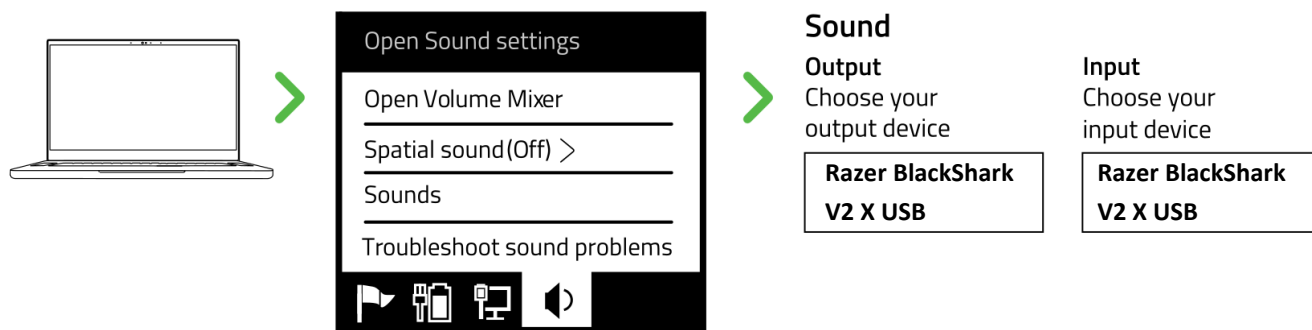 Open Sound settings
Open Volume Mixer
Spatial sound(Off) >
Sounds
Troubleshoot sound problems
Sound
Output
Choose your
output device
Razer BlackShark
V2 X USB
Input
Choose your
input device
Razer BlackShark
V2 X USB